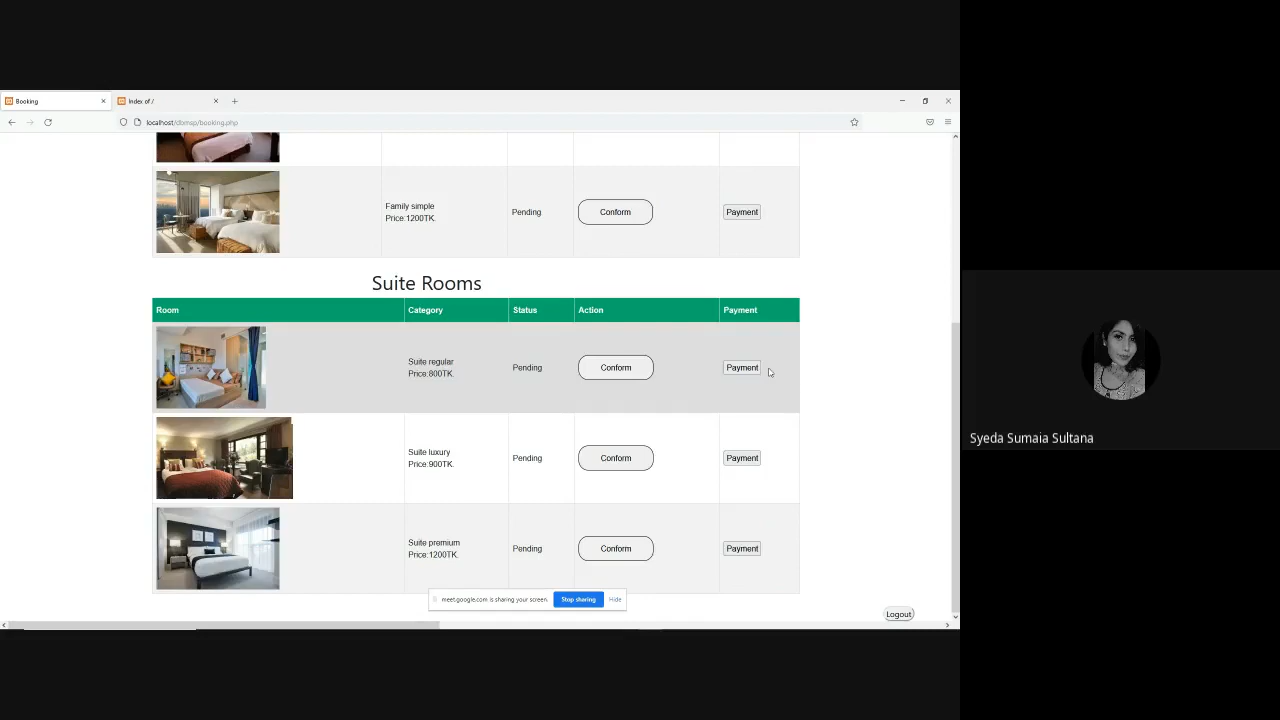 Booking
Index of /
localhost/dbmsp/booking.php
Family simple
Price:1200TK.
Pending
Conform
Payment
Suite Rooms
Room
Category
Status
Action
Payment
Suite regular
Price:800TK.
Pending
Conform
Payment
Suite luxury
Price:900TK.
Pending
Conform
Payment
Suite premium
Price:1200TK.
Pending
Conform
Payment
meet.google.com is sharing your screen.
Stop sharing
Hide
Logout
Syeda Sumaia Sultana